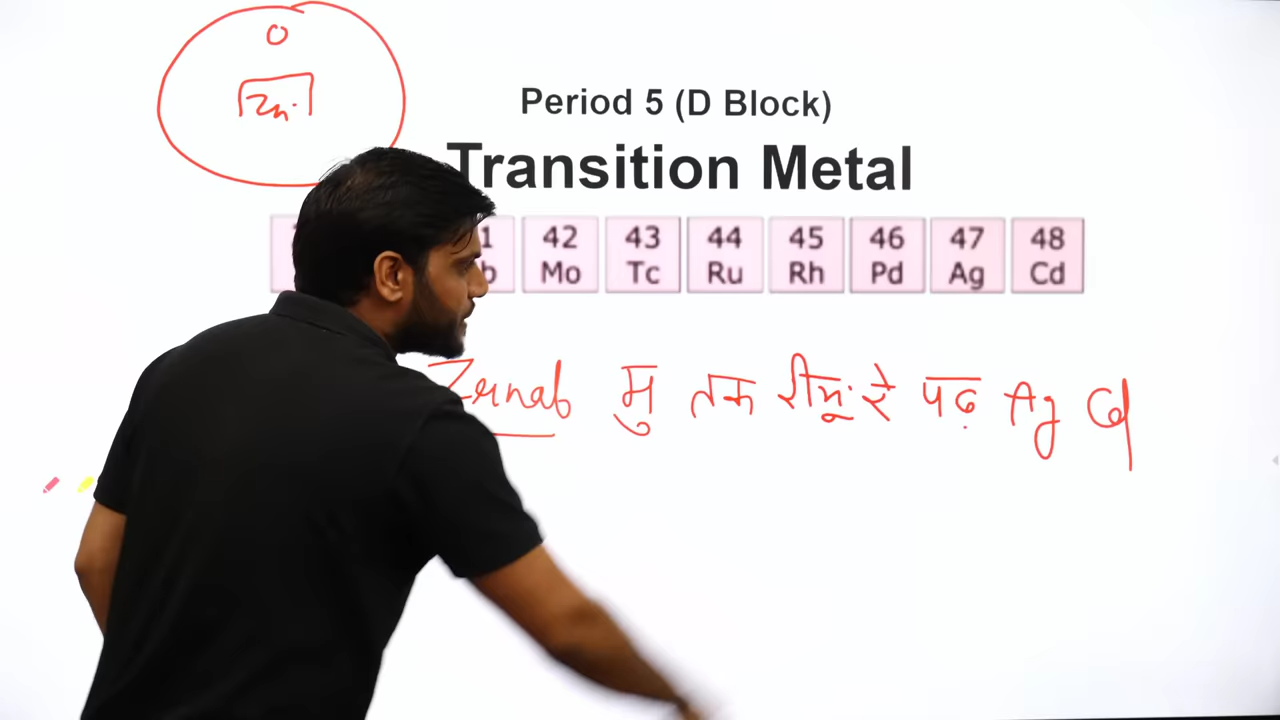 0
Zn.
Period 5 (D Block)
Transition Metal
42 43 44 45 46 47 48
Mo Tc Ru Rh Pd Ag Cd
Zernab मु तक रीमू रे पढ़ Ag Cd